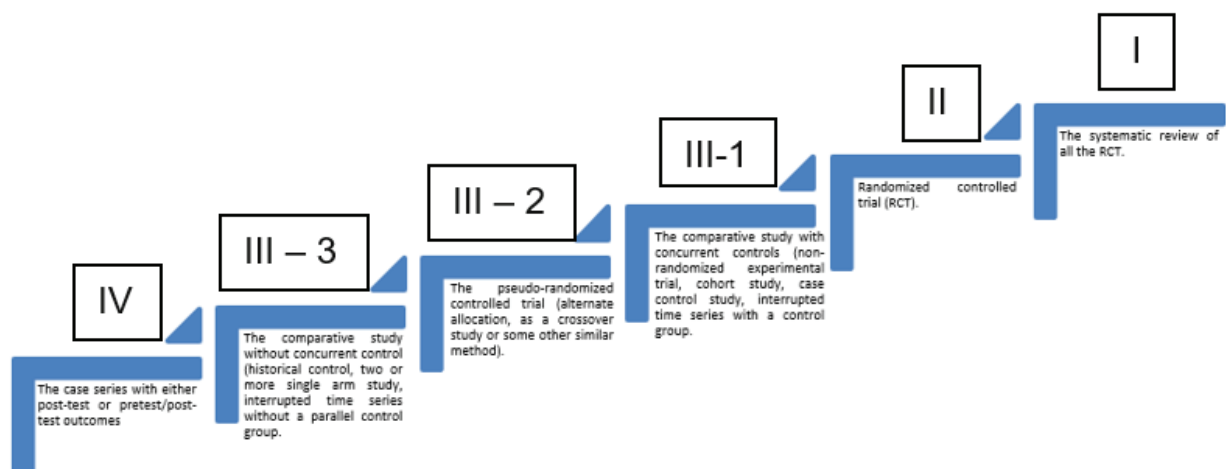 I
The systematic review of
all the RCT.
II
Randomized controlled
trial (RCT).
III-1
The comparative study with
concurrent controls (non-
randomized experimental
trial, cohort study, case
control study, interrupted
time series with a control
group.
III – 2
The pseudo-randomized
controlled trial (alternate
allocation, as a crossover
study or some other similar
method).
III – 3
The comparative study
without concurrent control
(historical control, two or
more single arm study,
interrupted time series
without a parallel control
group.
IV
The case series with either
post-test or pretest/post-
test outcomes